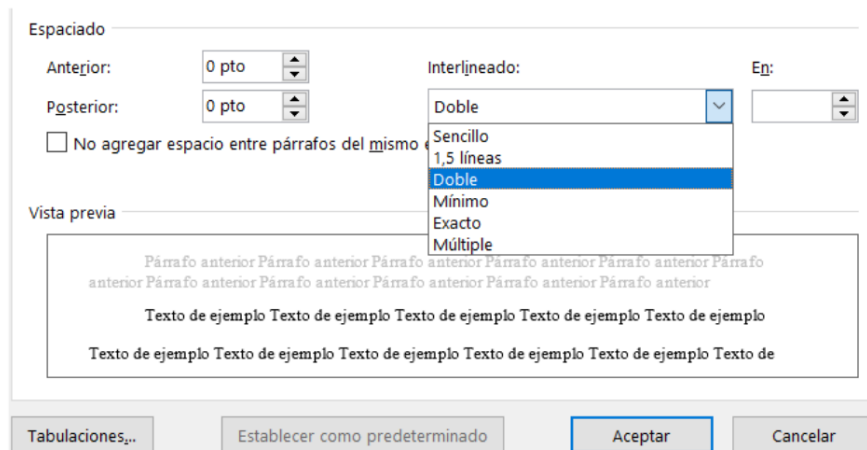 Espaciado
Anterior: 0 pto Interlineado: En:
Posterior: 0 pto Doble
No agregar espacio entre párrafos del mismo
Sencillo
1,5 líneas
Doble
Mínimo
Exacto
Múltiple
Vista previa
Párrafo anterior Párrafo anterior Párrafo anterior Párrafo anterior Párrafo anterior Párrafo
anterior Párrafo anterior Párrafo anterior Párrafo anterior Párrafo anterior Párrafo anterior
Texto de ejemplo Texto de ejemplo Texto de ejemplo Texto de ejemplo Texto de ejemplo
Texto de ejemplo Texto de ejemplo Texto de ejemplo Texto de ejemplo Texto de ejemplo Texto de
Tabulaciones... Establecer como predeterminado Aceptar Cancelar